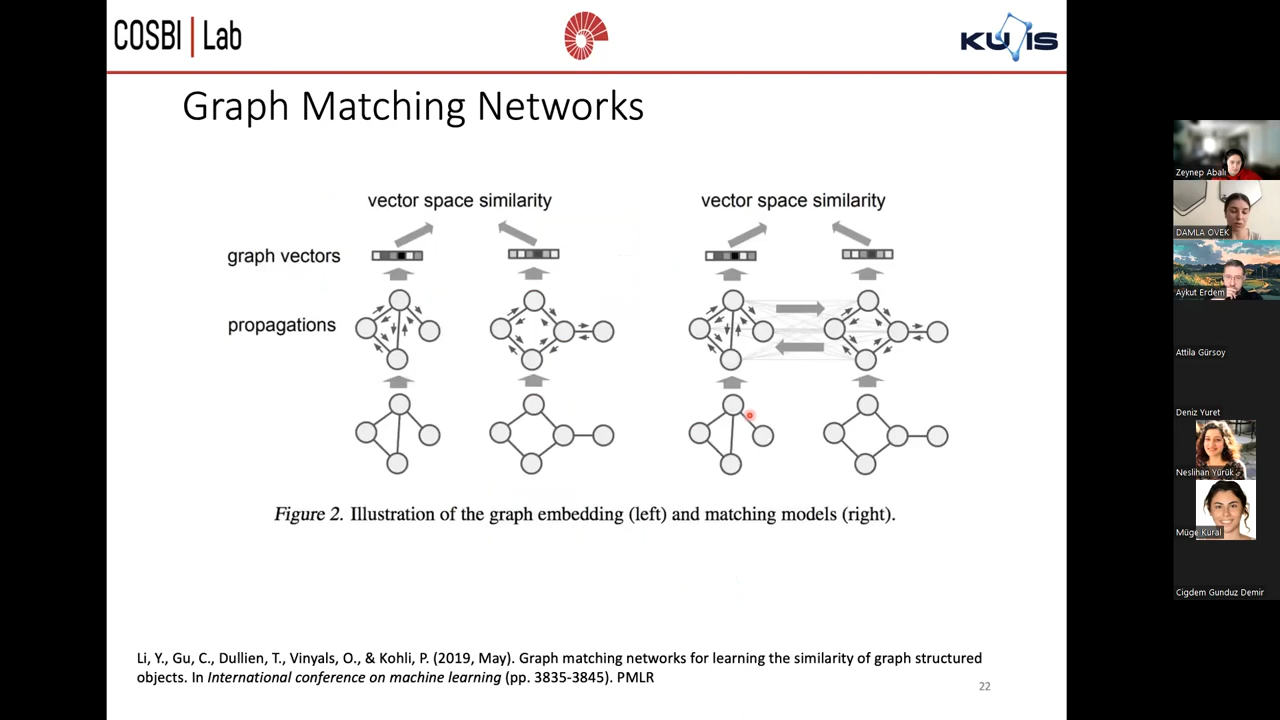 COSBI | Lab
KUIS
Graph Matching Networks
vector space similarity
vector space similarity
graph vectors
propagations
Figure 2. Illustration of the graph embedding (left) and matching models (right).
Li, Y., Gu, C., Dullien, T., Vinyals, O., & Kohli, P. (2019, May). Graph matching networks for learning the similarity of graph structured
objects. In International conference on machine learning (pp. 3835-3845). PMLR
22
Zeynep Abalı
DAMLA OVEK
Aykut Erdem
Attila Gürsoy
Deniz Yuret
Neslihan Yürük
Müge Kural
Cigdem Gunduz Demir